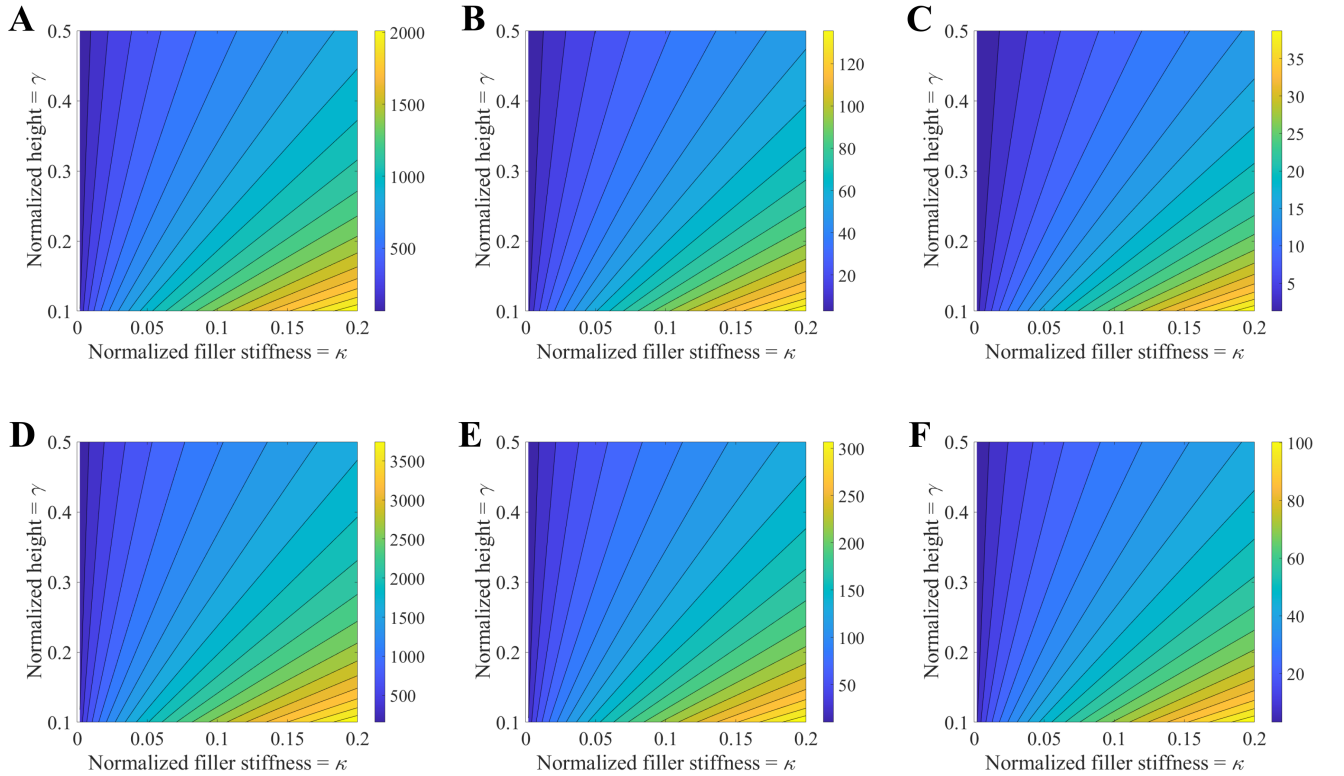 A
Normalized height = γ
0.5
0.4
0.3
0.2
0.1
0 0.05 0.1 0.15 0.2
Normalized filler stiffness = κ
2000
1500
1000
500
B
Normalized height = γ
0.5
0.4
0.3
0.2
0.1
0 0.05 0.1 0.15 0.2
Normalized filler stiffness = κ
120
100
80
60
40
20
C
Normalized height = γ
0.5
0.4
0.3
0.2
0.1
0 0.05 0.1 0.15 0.2
Normalized filler stiffness = κ
35
30
25
20
15
10
5
D
Normalized height = γ
0.5
0.4
0.3
0.2
0.1
0 0.05 0.1 0.15 0.2
Normalized filler stiffness = κ
3500
3000
2500
2000
1500
1000
500
E
Normalized height = γ
0.5
0.4
0.3
0.2
0.1
0 0.05 0.1 0.15 0.2
Normalized filler stiffness = κ
300
250
200
150
100
50
F
Normalized height = γ
0.5
0.4
0.3
0.2
0.1
0 0.05 0.1 0.15 0.2
Normalized filler stiffness = κ
100
80
60
40
20